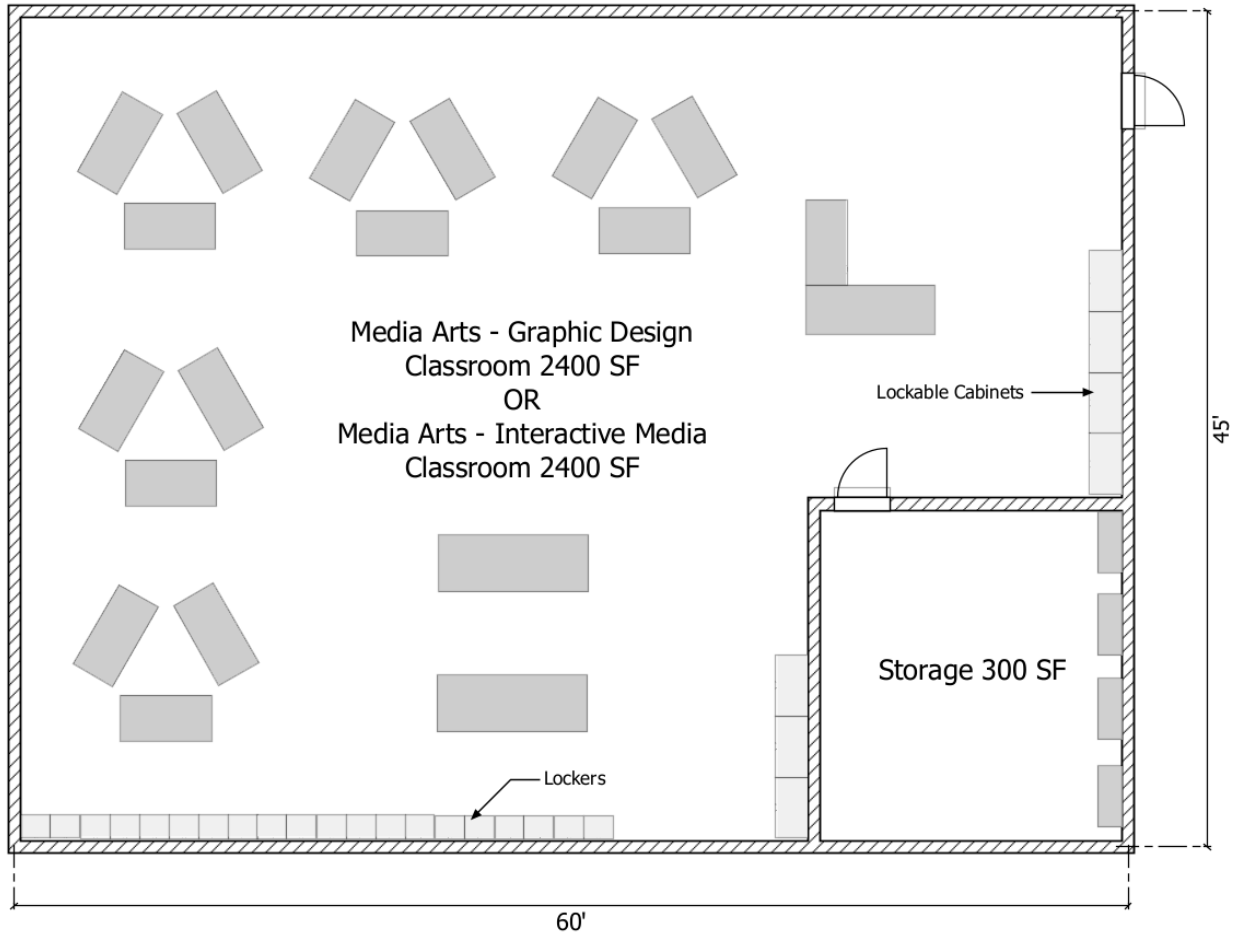 Media Arts - Graphic Design
Classroom 2400 SF
OR
Media Arts - Interactive Media
Classroom 2400 SF
Lockable Cabinets
45'
Storage 300 SF
Lockers
60'